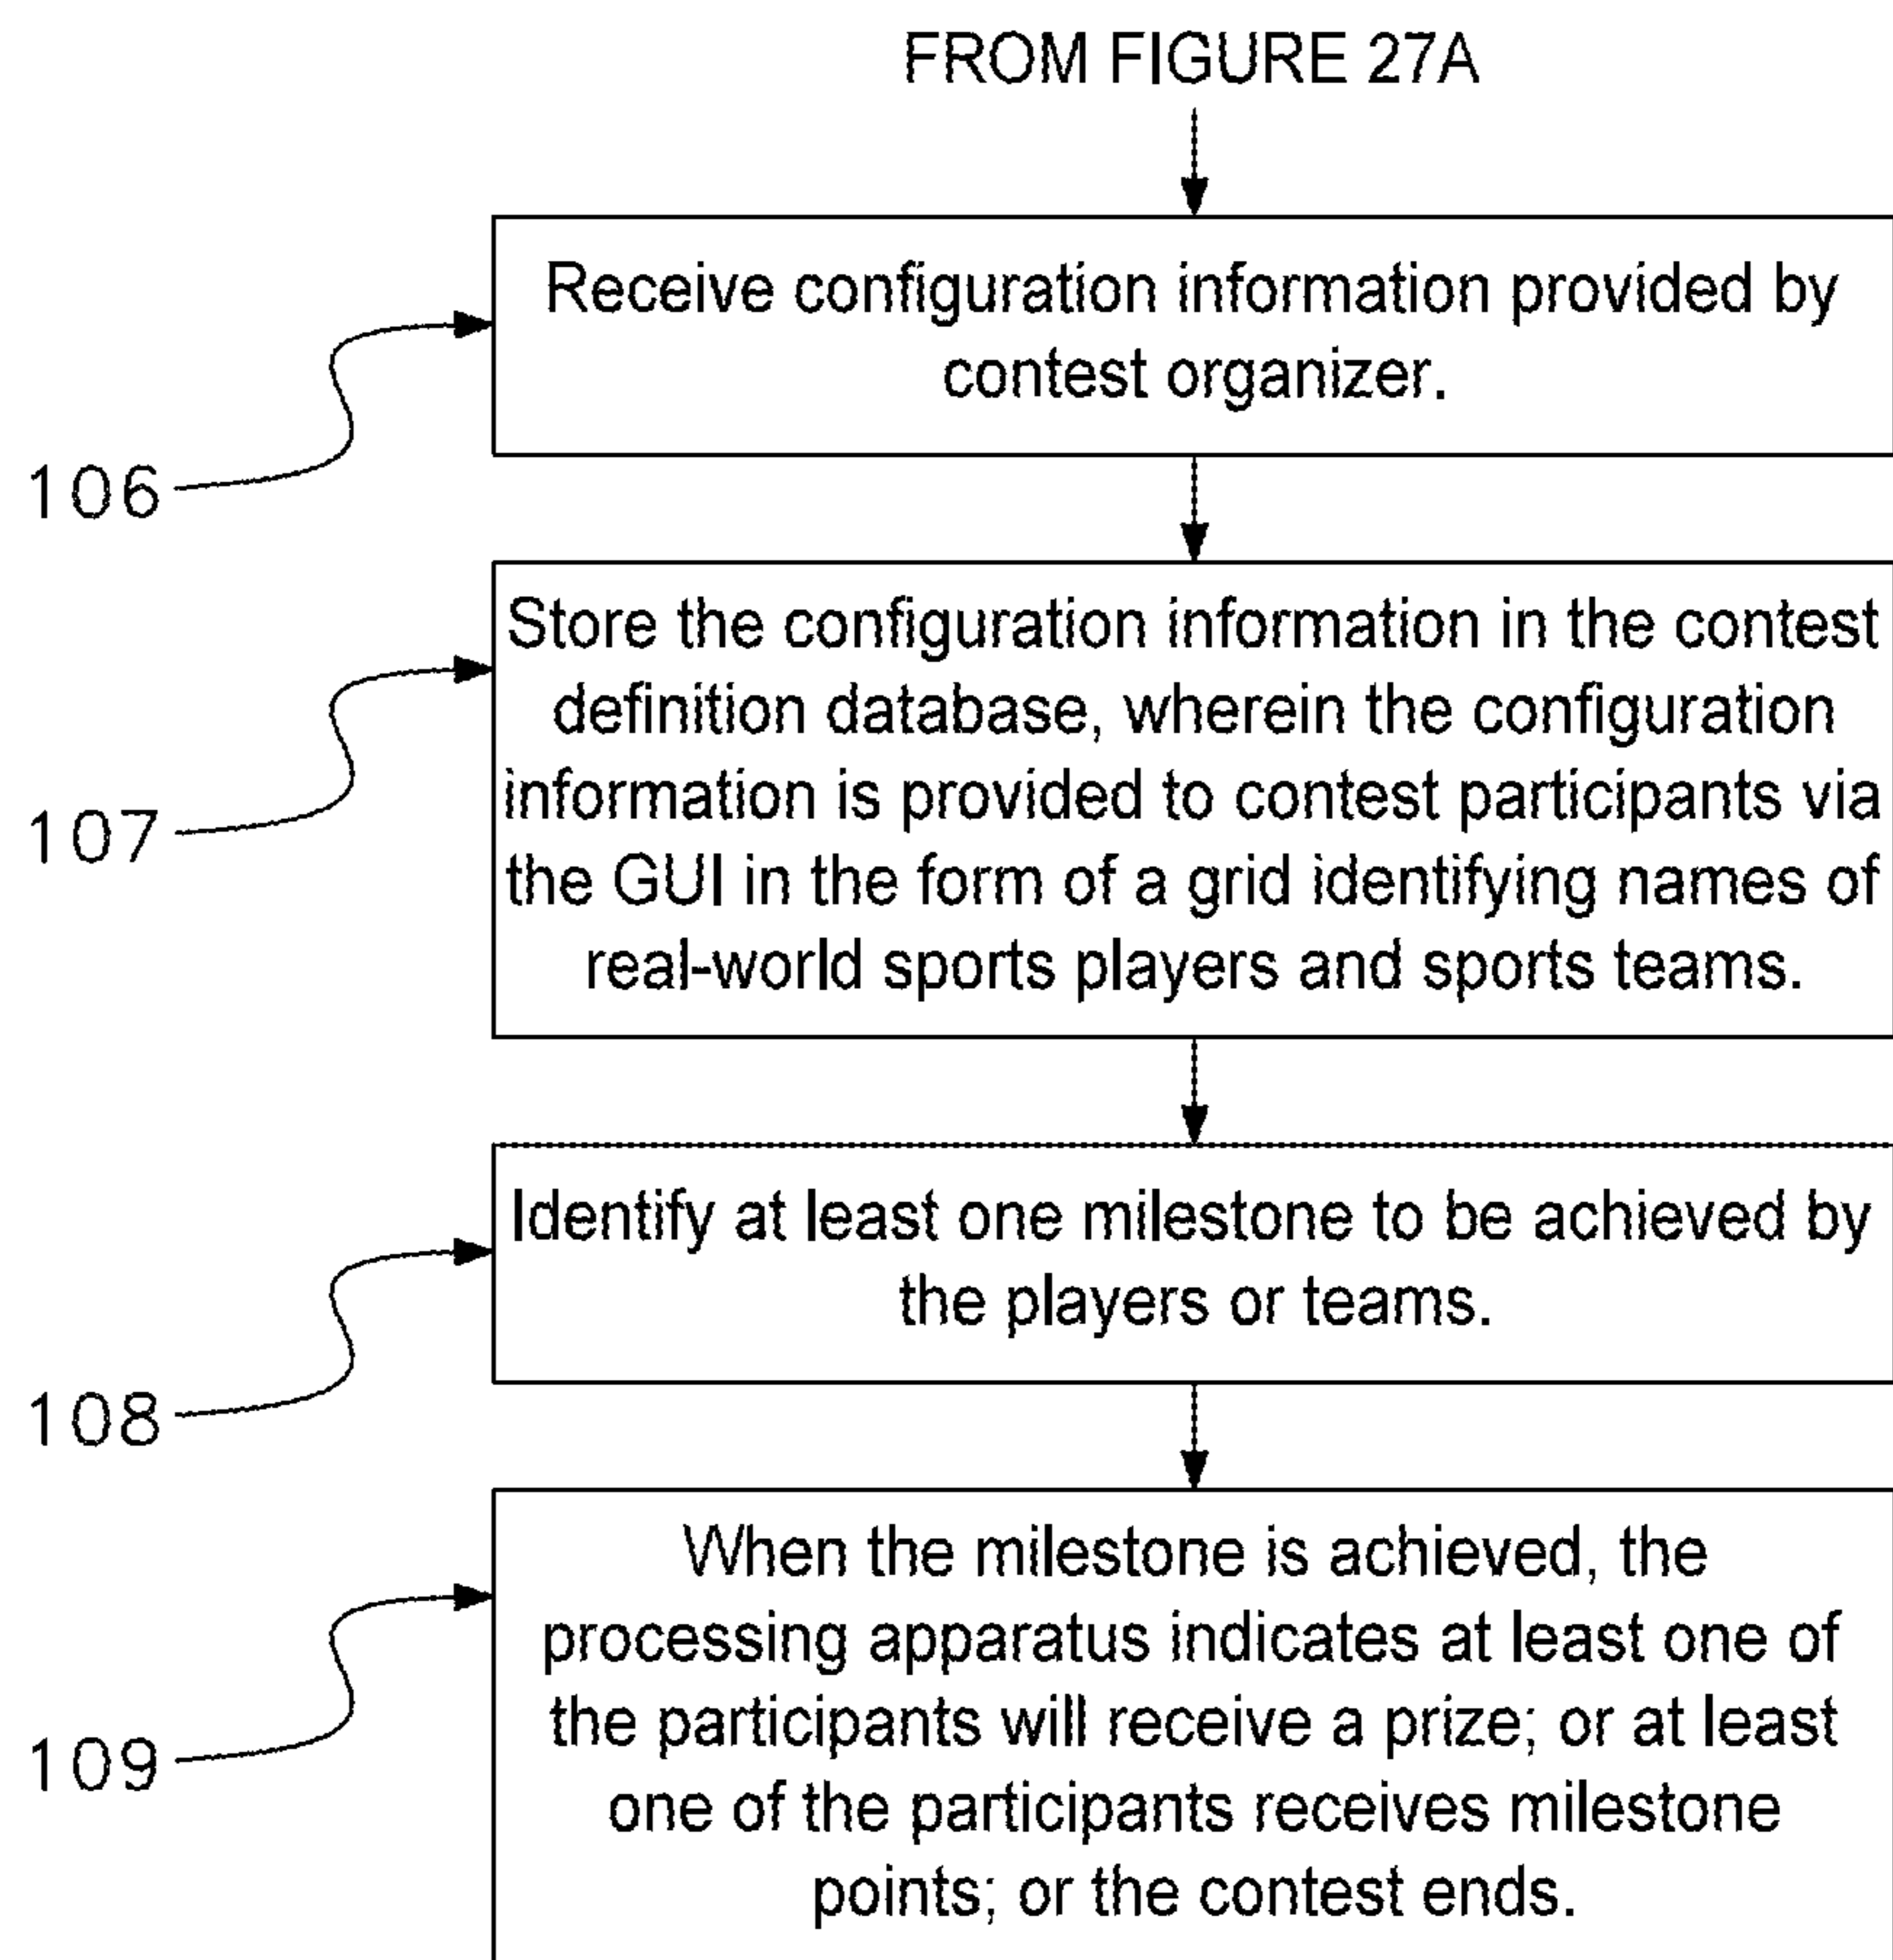 FROM FIGURE 27A
Receive configuration information provided by
contest organizer.
106
Store the configuration information in the contest
definition database, wherein the configuration
information is provided to contest participants via
the GUI in the form of a grid identifying names of
real-world sports players and sports teams.
107
Identify at least one milestone to be achieved by
the players or teams.
108
When the milestone is achieved, the
processing apparatus indicates at least one of
the participants will receive a prize; or at least
one of the participants receives milestone
points; or the contest ends.
109